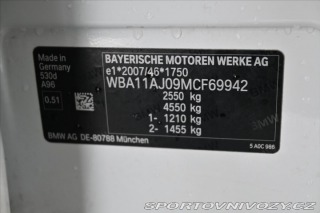 Made in
Germany
530d
A96
0.51
BAYERISCHE MOTOREN WERKE AG
e1*2007/46*1750
WBA11AJ09MCF69942
2550 kg
4550 kg
1-. 1210 kg
2- 1455 kg
BMW AG DE-80788 München
5 A0C 986
SPORTOVNIVOZY.CZ